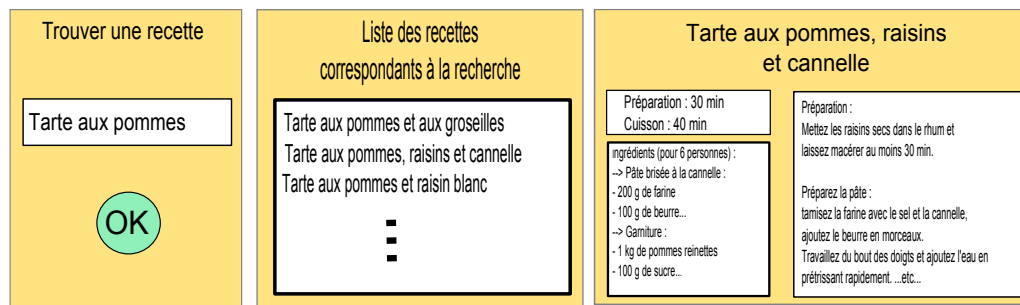 Trouver une recette
Tarte aux pommes
OK
Liste des recettes
correspondants à la recherche
Tarte aux pommes et aux groseilles
Tarte aux pommes, raisins et cannelle
Tarte aux pommes et raisin blanc
Tarte aux pommes, raisins
et cannelle
Préparation : 30 min
Cuisson : 40 min
ingrédients (pour 6 personnes) :
--> Pâte brisée à la cannelle :
- 200 g de farine
- 100 g de beurre...
--> Garniture :
- 1 kg de pommes reinettes
- 100 g de sucre...
Préparation :
Mettez les raisins secs dans le rhum et
laissez macérer au moins 30 min.
Préparez la pâte :
tamisez la farine avec le sel et la cannelle,
ajoutez le beurre en morceaux.
Travaillez du bout des doigts et ajoutez l'eau en
prétrissant rapidement. ...etc...